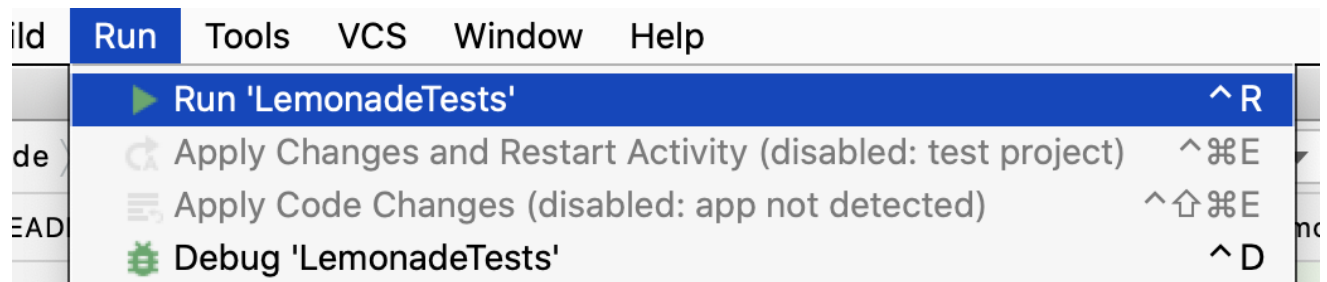 ild Run Tools VCS Window Help
Run 'LemonadeTests' ^R
de Apply Changes and Restart Activity (disabled: test project) ^⌘E
Apply Code Changes (disabled: app not detected) ^⇧⌘E
EAD
Debug 'LemonadeTests' ^D